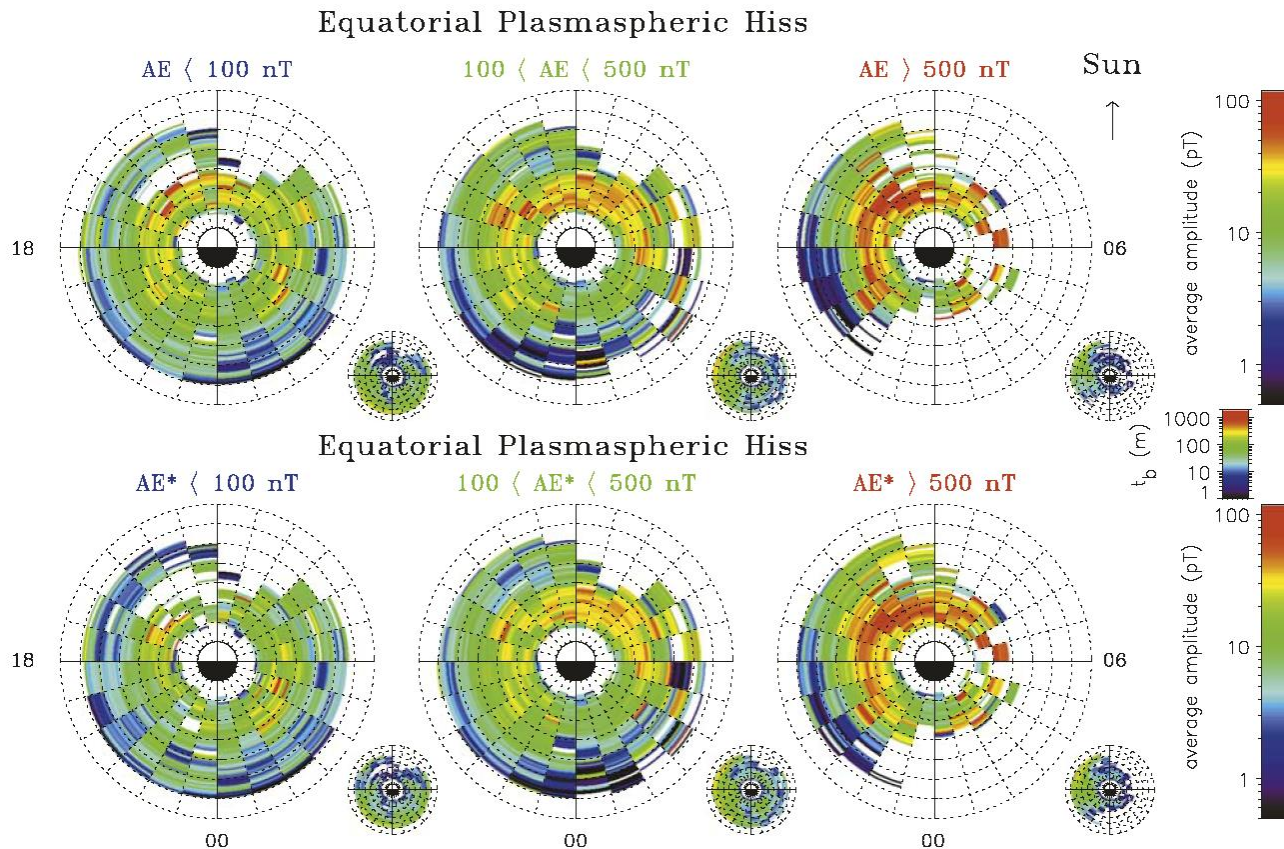 Equatorial Plasmaspheric Hiss
AE < 100 nT
100 < AE < 500 nT
AE > 500 nT
Sun
↑
100
10
1
average amplitude (pT)
18
06
1000
100
10
1
t_b (m)
Equatorial Plasmaspheric Hiss
AE* < 100 nT
100 < AE* < 500 nT
AE* > 500 nT
100
10
1
average amplitude (pT)
18
06
00
00
00